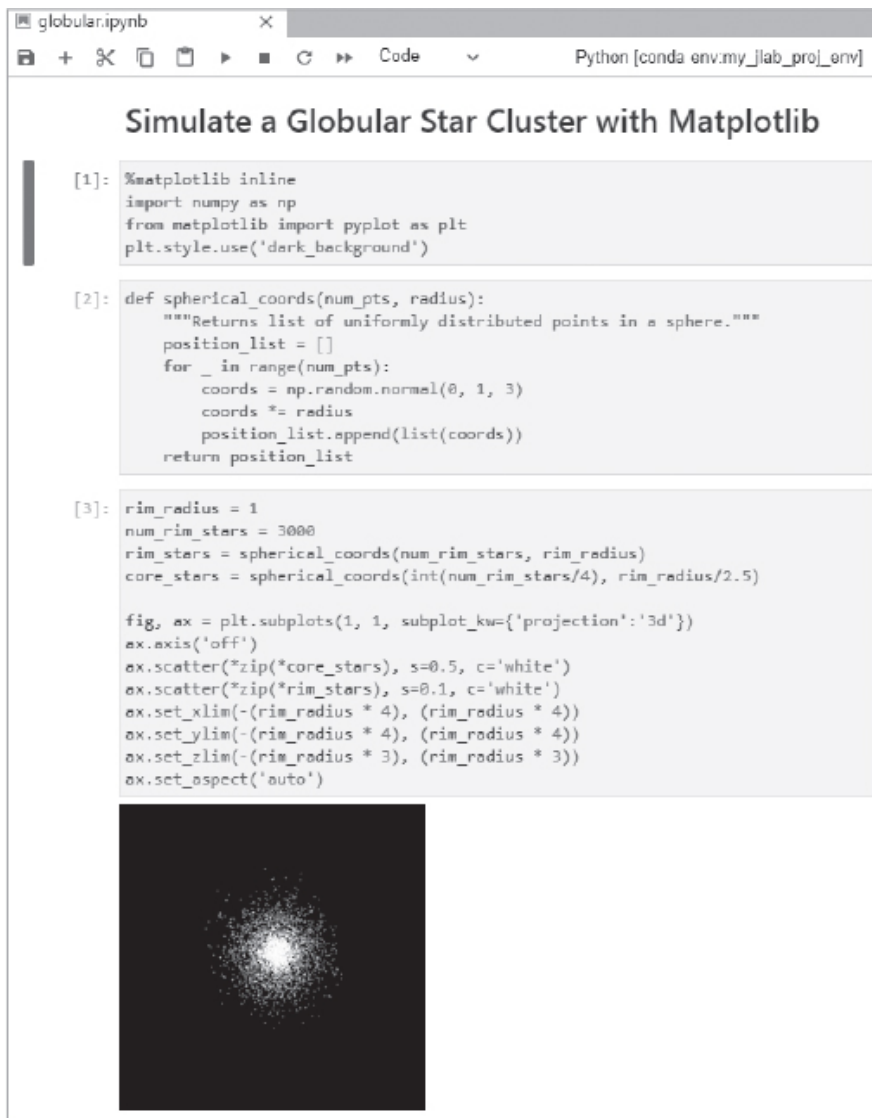 globular.ipynb ×
Code Python [conda env:my_jlab_proj_env]
Simulate a Globular Star Cluster with Matplotlib
[1]: %matplotlib inline
import numpy as np
from matplotlib import pyplot as plt
plt.style.use('dark_background')
[2]: def spherical_coords(num_pts, radius):
    """Returns list of uniformly distributed points in a sphere."""
    position_list = []
    for _ in range(num_pts):
        coords = np.random.normal(0, 1, 3)
        coords *= radius
        position_list.append(list(coords))
    return position_list
[3]: rim_radius = 1
num_rim_stars = 3000
rim_stars = spherical_coords(num_rim_stars, rim_radius)
core_stars = spherical_coords(int(num_rim_stars/4), rim_radius/2.5)
fig, ax = plt.subplots(1, 1, subplot_kw={'projection':'3d'})
ax.axis('off')
ax.scatter(*zip(*core_stars), s=0.5, c='white')
ax.scatter(*zip(*rim_stars), s=0.1, c='white')
ax.set_xlim(-(rim_radius * 4), (rim_radius * 4))
ax.set_ylim(-(rim_radius * 4), (rim_radius * 4))
ax.set_zlim(-(rim_radius * 3), (rim_radius * 3))
ax.set_aspect('auto')